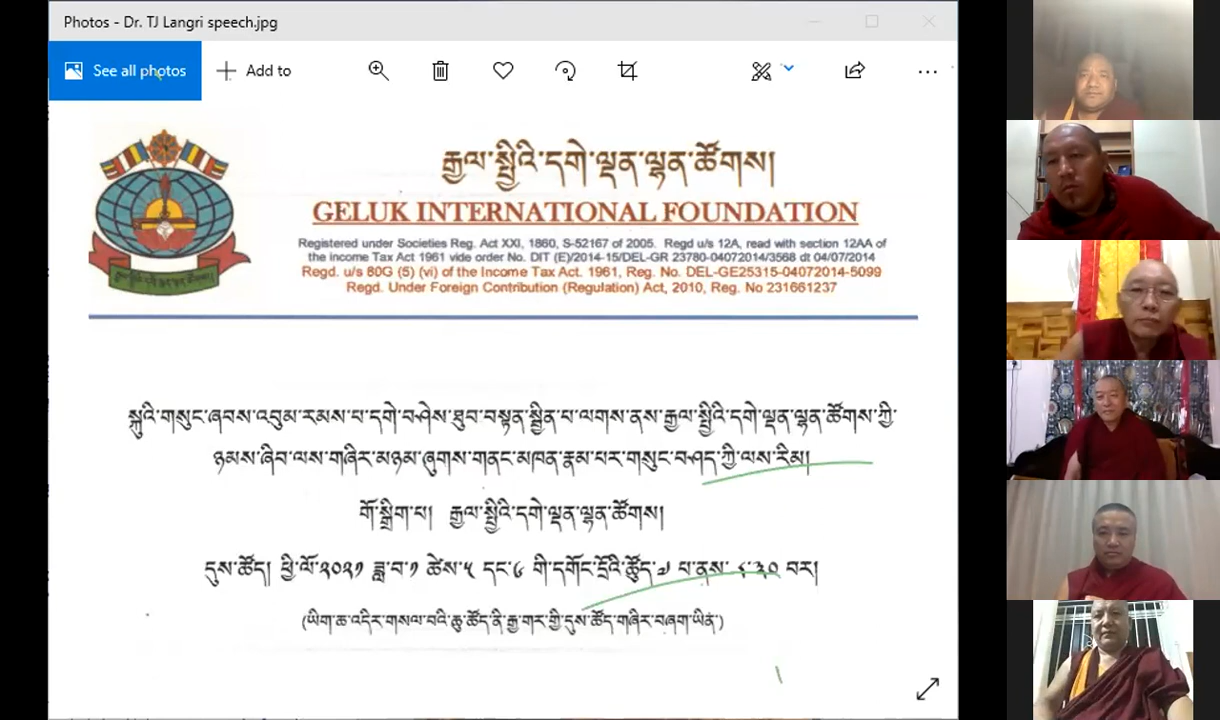 Photos - Dr. TJ Langri speech.jpg
See all photos
Add to
རྒྱལ་སྤྱིའི་དགེ་ལྡན་ལྷན་ཚོགས།
GELUK INTERNATIONAL FOUNDATION
Registered under Societies Reg. Act XXI, 1860, S-52167 of 2005. Regd u/s 12A, read with section 12AA of
the income Tax Act 1961 vide order No. DIT (E)/2014-15/DEL-GR 23780-04072014/3568 dt 04/07/2014
Regd. u/s 80G (5) (vi) of the Income Tax Act. 1961, Reg. No. DEL-GE25315-04072014-5099
Regd. Under Foreign Contribution (Regulation) Act, 2010, Reg. No 231661237
སྐུའི་གསུང་ཞབས་འབུམ་རམས་པ་དགེ་བཤེས་ཐུབ་བསྟན་སྦྱིན་པ་ལགས་ནས་རྒྱལ་སྤྱིའི་དགེ་ལྡན་ལྷན་ཚོགས་ཀྱི་
ཉམས་ཞིབ་ལས་གཞིར་མཉམ་ཞུགས་གནང་མཁན་རྣམ་པར་གསུང་བཤད་ཀྱི་ལས་རིམ།
གོ་སྒྲིག་པ། རྒྱལ་སྤྱིའི་དགེ་ལྡན་ལྷན་ཚོགས།
དུས་ཚོད། ཕྱི་ལོ་༢༠༢༡ ཟླ་བ་༡ ཚེས་༥ དང་༦ གི་དགོང་དྲོའི་ཆུ་ཚོད་༧ པ་ནས་ ༨་༣༠ བར།
(ཡིག་ཆ་འདིར་གསལ་བའི་ཆུ་ཚོད་ནི་རྒྱ་གར་གྱི་དུས་ཚོད་གཞིར་བཞག་ཡིན་)